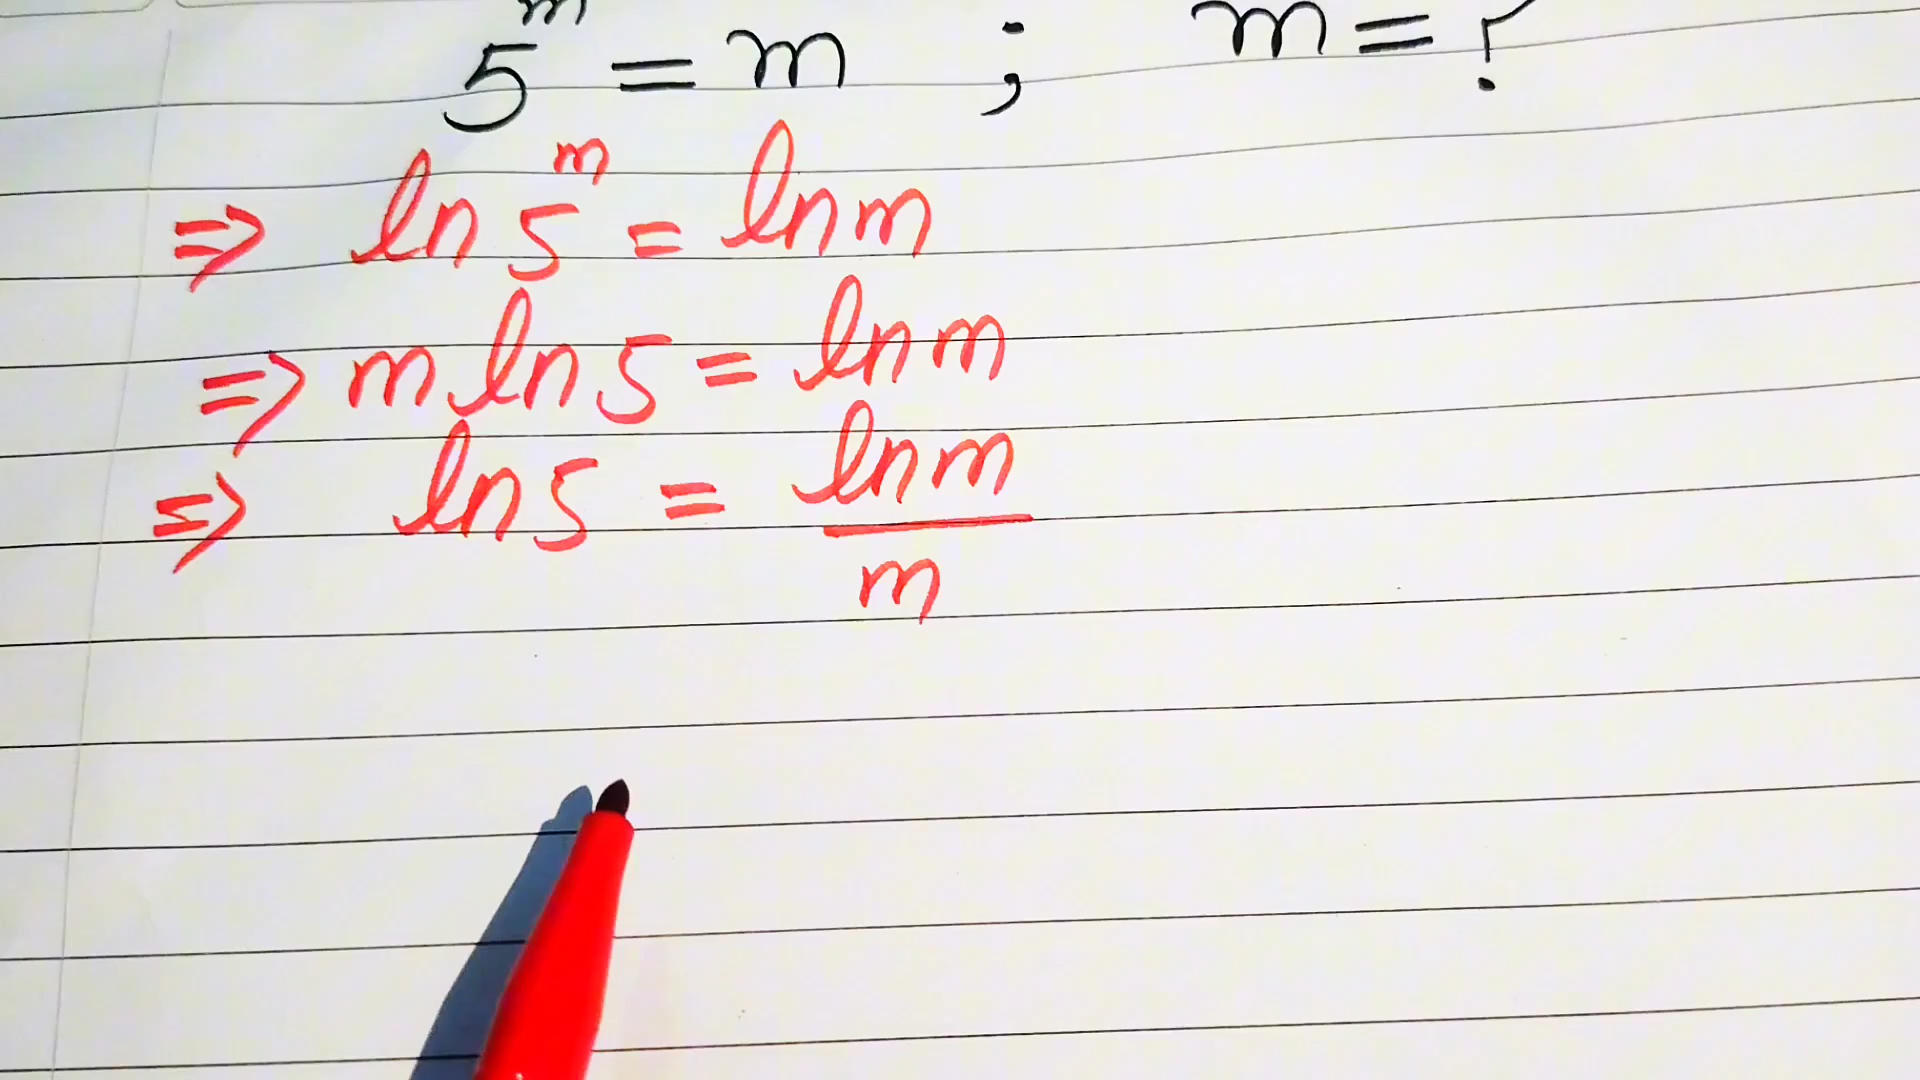 5^m = m ; m = ?
⇒ ln 5^m = ln m
⇒ m ln 5 = ln m
⇒ ln 5 = ln m / m